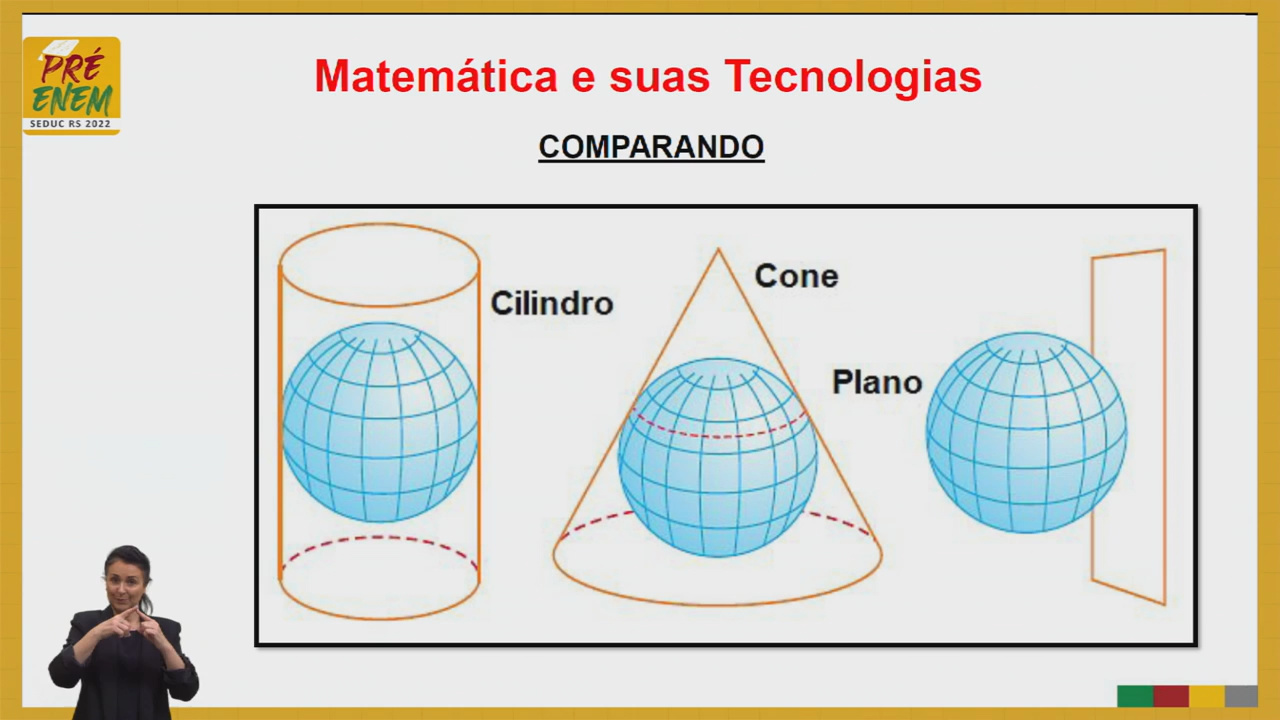 PRÉ
ENEM
SEDUC RS 2022
Matemática e suas Tecnologias
COMPARANDO
Cilindro
Cone
Plano